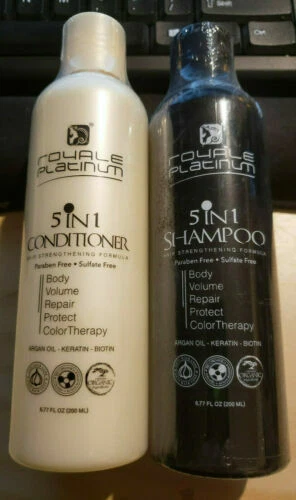 ROYALE
PLATINUM
5 IN 1
CONDITIONER
HAIR STRENGTHENING FORMULA
Paraben Free • Sulfate Free
Body
Volume
Repair
Protect
ColorTherapy
ARGAN OIL - KERATIN - BIOTIN
ORGANIC
6.77 FL OZ (200 ML)
ROYALE
PLATINUM
5 IN 1
SHAMPOO
HAIR STRENGTHENING FORMULA
Paraben Free • Sulfate Free
Body
Volume
Repair
Protect
ColorTherapy
ARGAN OIL - KERATIN - BIOTIN
ORGANIC
6.77 FL OZ (200 ML)